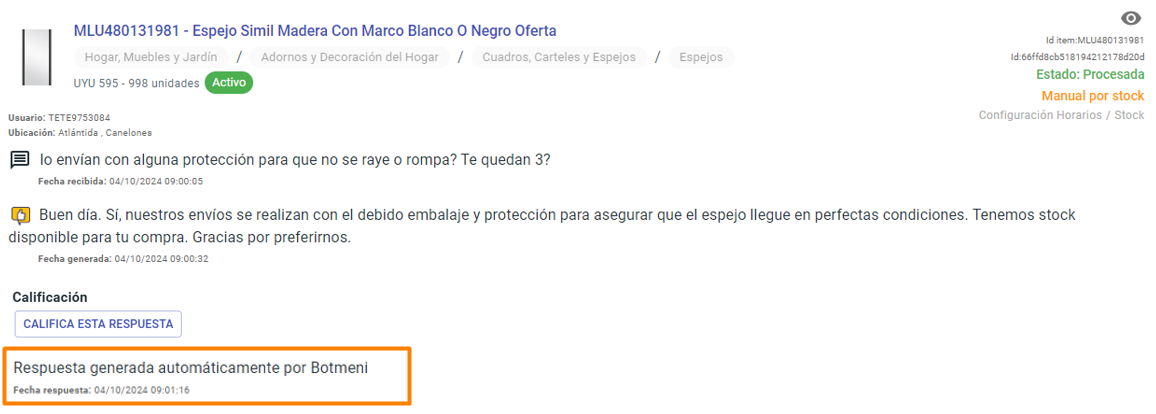 MLU480131981 - Espejo Simil Madera Con Marco Blanco O Negro Oferta
Hogar, Muebles y Jardín / Adornos y Decoración del Hogar / Cuadros, Carteles y Espejos / Espejos
UYU 595 - 998 unidades Activo
Id item:MLU480131981
Id:66ffd8cb518194212178d20d
Estado: Procesada
Manual por stock
Configuración Horarios / Stock
Usuario: TETE9753084
Ubicación: Atlántida , Canelones
lo envían con alguna protección para que no se raye o rompa? Te quedan 3?
Fecha recibida: 04/10/2024 09:00:05
Buen día. Sí, nuestros envíos se realizan con el debido embalaje y protección para asegurar que el espejo llegue en perfectas condiciones. Tenemos stock
disponible para tu compra. Gracias por preferirnos.
Fecha generada: 04/10/2024 09:00:32
Calificación
CALIFICA ESTA RESPUESTA
Respuesta generada automáticamente por Botmeni
Fecha respuesta: 04/10/2024 09:01:16